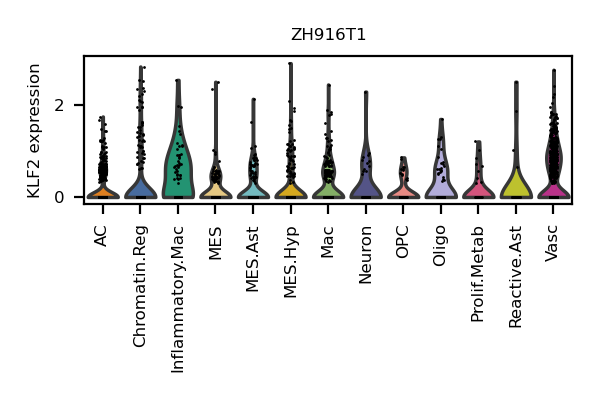 ZH916T1
KLF2 expression
2
0
AC
Chromatin.Reg
Inflammatory.Mac
MES
MES.Ast
MES.Hyp
Mac
Neuron
OPC
Oligo
Prolif.Metab
Reactive.Ast
Vasc